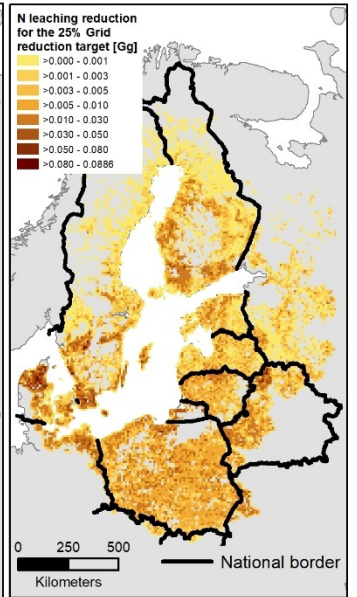 N leaching reduction
for the 25% Grid
reduction target [Gg]
>0.000 - 0.001
>0.001 - 0.003
>0.003 - 0.005
>0.005 - 0.010
>0.010 - 0.030
>0.030 - 0.050
>0.050 - 0.080
>0.080 - 0.0886
0 250 500
Kilometers
National border